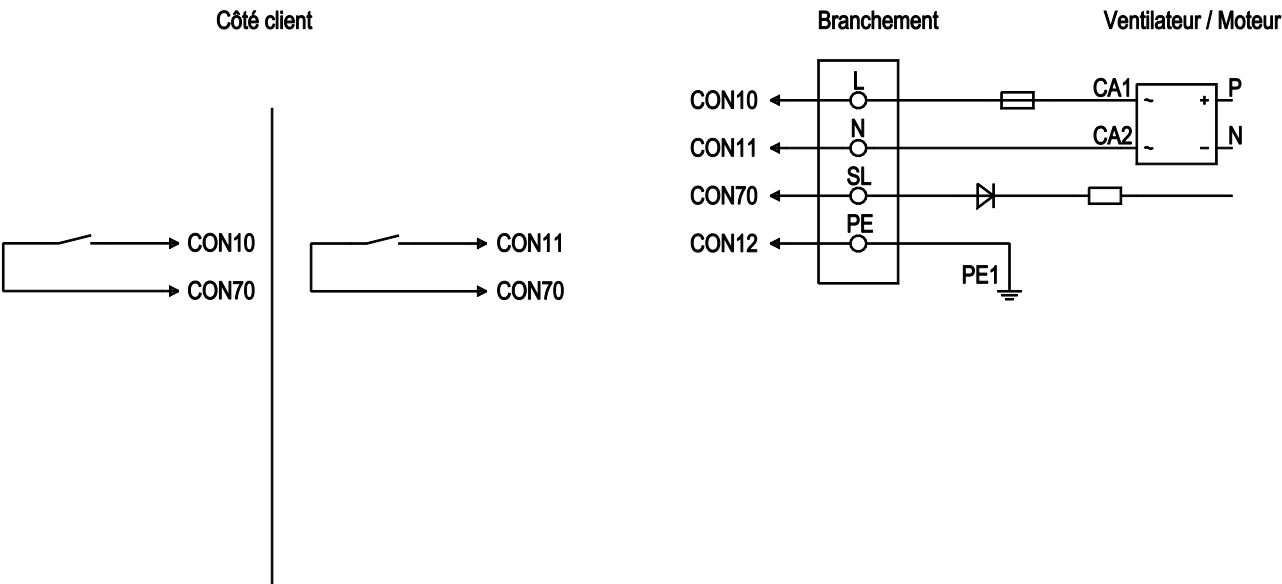 Côté client
CON10
CON70
CON11
CON70
Branchement
Ventilateur / Moteur
CON10
L
CA1
~
+
P
CON11
N
CA2
~
–
N
CON70
SL
CON12
PE
PE1